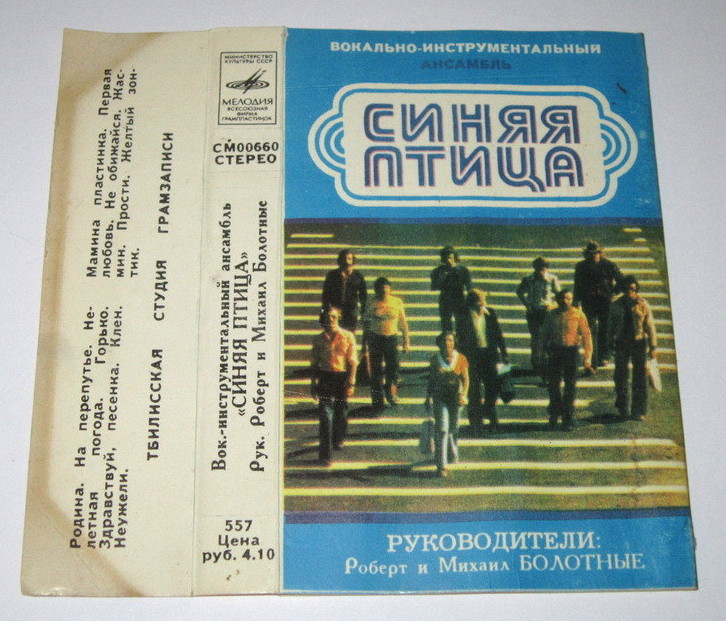 Родина. На перепутье. Не-
летная погода. Горько.
Здравствуй, песенка. Клен.
Неужели.
Мамина пластинка. Первая
любовь. Не обижайся. Жас-
мин. Прости. Желтый зон-
тик.
ТБИЛИССКАЯ СТУДИЯ ГРАМЗАПИСИ
МИНИСТЕРСТВО
КУЛЬТУРЫ СССР
МЕЛОДИЯ
ВСЕСОЮЗНАЯ
ФИРМА
ГРАМПЛАСТИНОК
СМ00660
СТЕРЕО
Вок.-инструментальный ансамбль
«СИНЯЯ ПТИЦА»
Рук. Роберт и Михаил Болотные
557
Цена
руб. 4.10
ВОКАЛЬНО-ИНСТРУМЕНТАЛЬНЫЙ
АНСАМБЛЬ
СИНЯЯ
ПТИЦА
РУКОВОДИТЕЛИ:
Роберт и Михаил БОЛОТНЫЕ